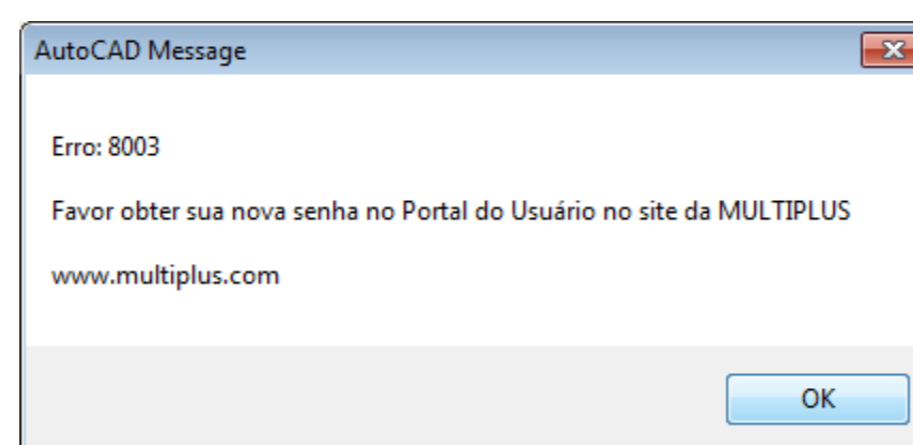 AutoCAD Message
Erro: 8003
Favor obter sua nova senha no Portal do Usuário no site da MULTIPLUS
www.multiplus.com
OK